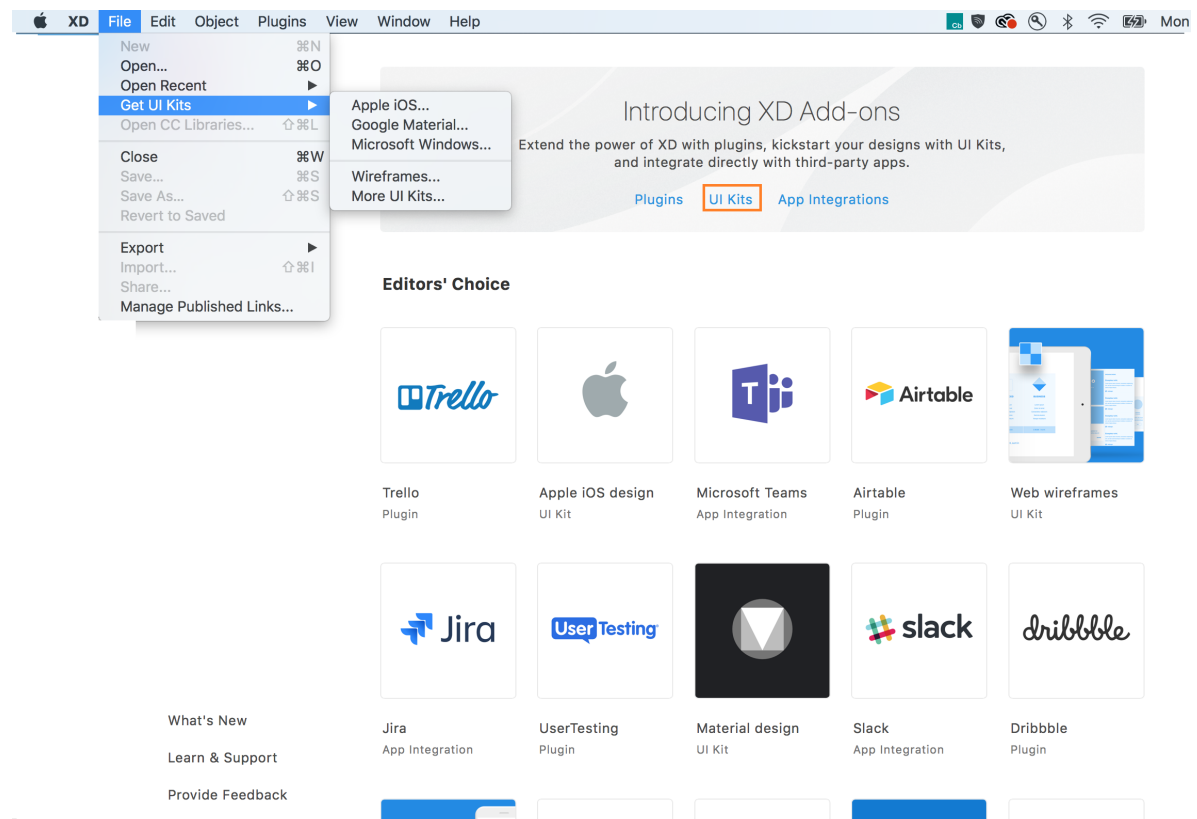 XD File Edit Object Plugins View Window Help Cb Mon
New ⌘N
Open... ⌘O
Open Recent ▶
Get UI Kits ▶
Open CC Libraries... ⇧⌘L
Close ⌘W
Save... ⌘S
Save As... ⇧⌘S
Revert to Saved
Export ▶
Import... ⇧⌘I
Share...
Manage Published Links...
Apple iOS...
Google Material...
Microsoft Windows...
Wireframes...
More UI Kits...
Introducing XD Add-ons
Extend the power of XD with plugins, kickstart your designs with UI Kits,
and integrate directly with third-party apps.
Plugins UI Kits App Integrations
Editors' Choice
Trello T Airtable
Trello Apple iOS design Microsoft Teams Airtable Web wireframes
Plugin UI Kit App Integration Plugin UI Kit
Jira UserTesting slack dribbble
Jira UserTesting Material design Slack Dribbble
App Integration Plugin UI Kit App Integration Plugin
What's New
Learn & Support
Provide Feedback